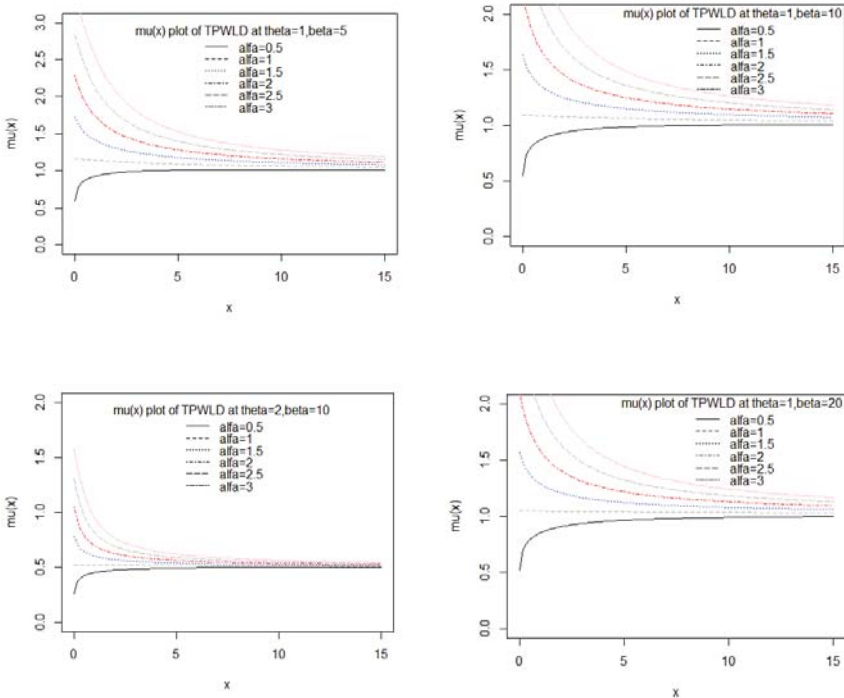 mu(x) plot of TPWLD at theta=1,beta=5
alfa=0.5
alfa=1
alfa=1.5
alfa=2
alfa=2.5
alfa=3
mu(x)
3.0
2.5
2.0
1.5
1.0
0.5
0.0
0 5 10 15
x
mu(x) plot of TPWLD at theta=1,beta=10
alfa=0.5
alfa=1
alfa=1.5
alfa=2
alfa=2.5
alfa=3
mu(x)
2.0
1.5
1.0
0.5
0.0
0 5 10 15
x
mu(x) plot of TPWLD at theta=2,beta=10
alfa=0.5
alfa=1
alfa=1.5
alfa=2
alfa=2.5
alfa=3
mu(x)
2.0
1.5
1.0
0.5
0.0
0 5 10 15
x
mu(x) plot of TPWLD at theta=1,beta=20
alfa=0.5
alfa=1
alfa=1.5
alfa=2
alfa=2.5
alfa=3
mu(x)
2.0
1.5
1.0
0.5
0.0
0 5 10 15
x